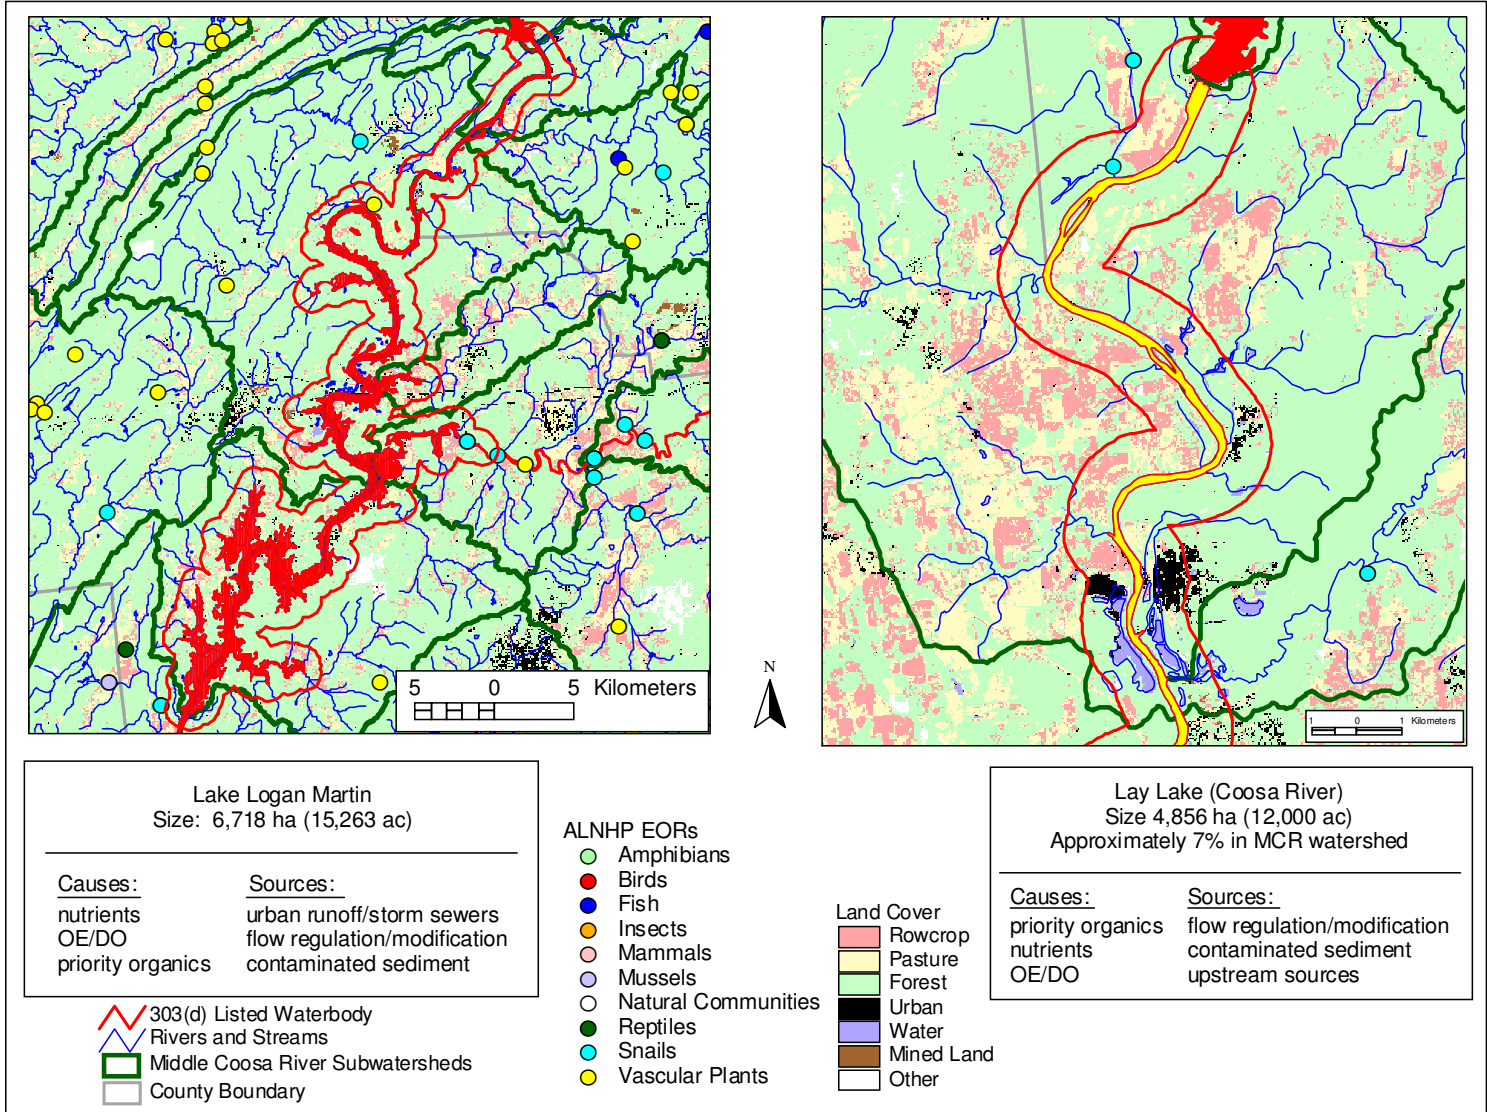 5 0 5 Kilometers
N
1 0 1 Kilometers
Lake Logan Martin
Size: 6,718 ha (15,263 ac)
Causes: Sources:
nutrients urban runoff/storm sewers
OE/DO flow regulation/modification
priority organics contaminated sediment
303(d) Listed Waterbody
Rivers and Streams
Middle Coosa River Subwatersheds
County Boundary
ALNHP EORs
Amphibians
Birds
Fish
Insects
Mammals
Mussels
Natural Communities
Reptiles
Snails
Vascular Plants
Land Cover
Rowcrop
Pasture
Forest
Urban
Water
Mined Land
Other
Lay Lake (Coosa River)
Size 4,856 ha (12,000 ac)
Approximately 7% in MCR watershed
Causes: Sources:
priority organics flow regulation/modification
nutrients contaminated sediment
OE/DO upstream sources